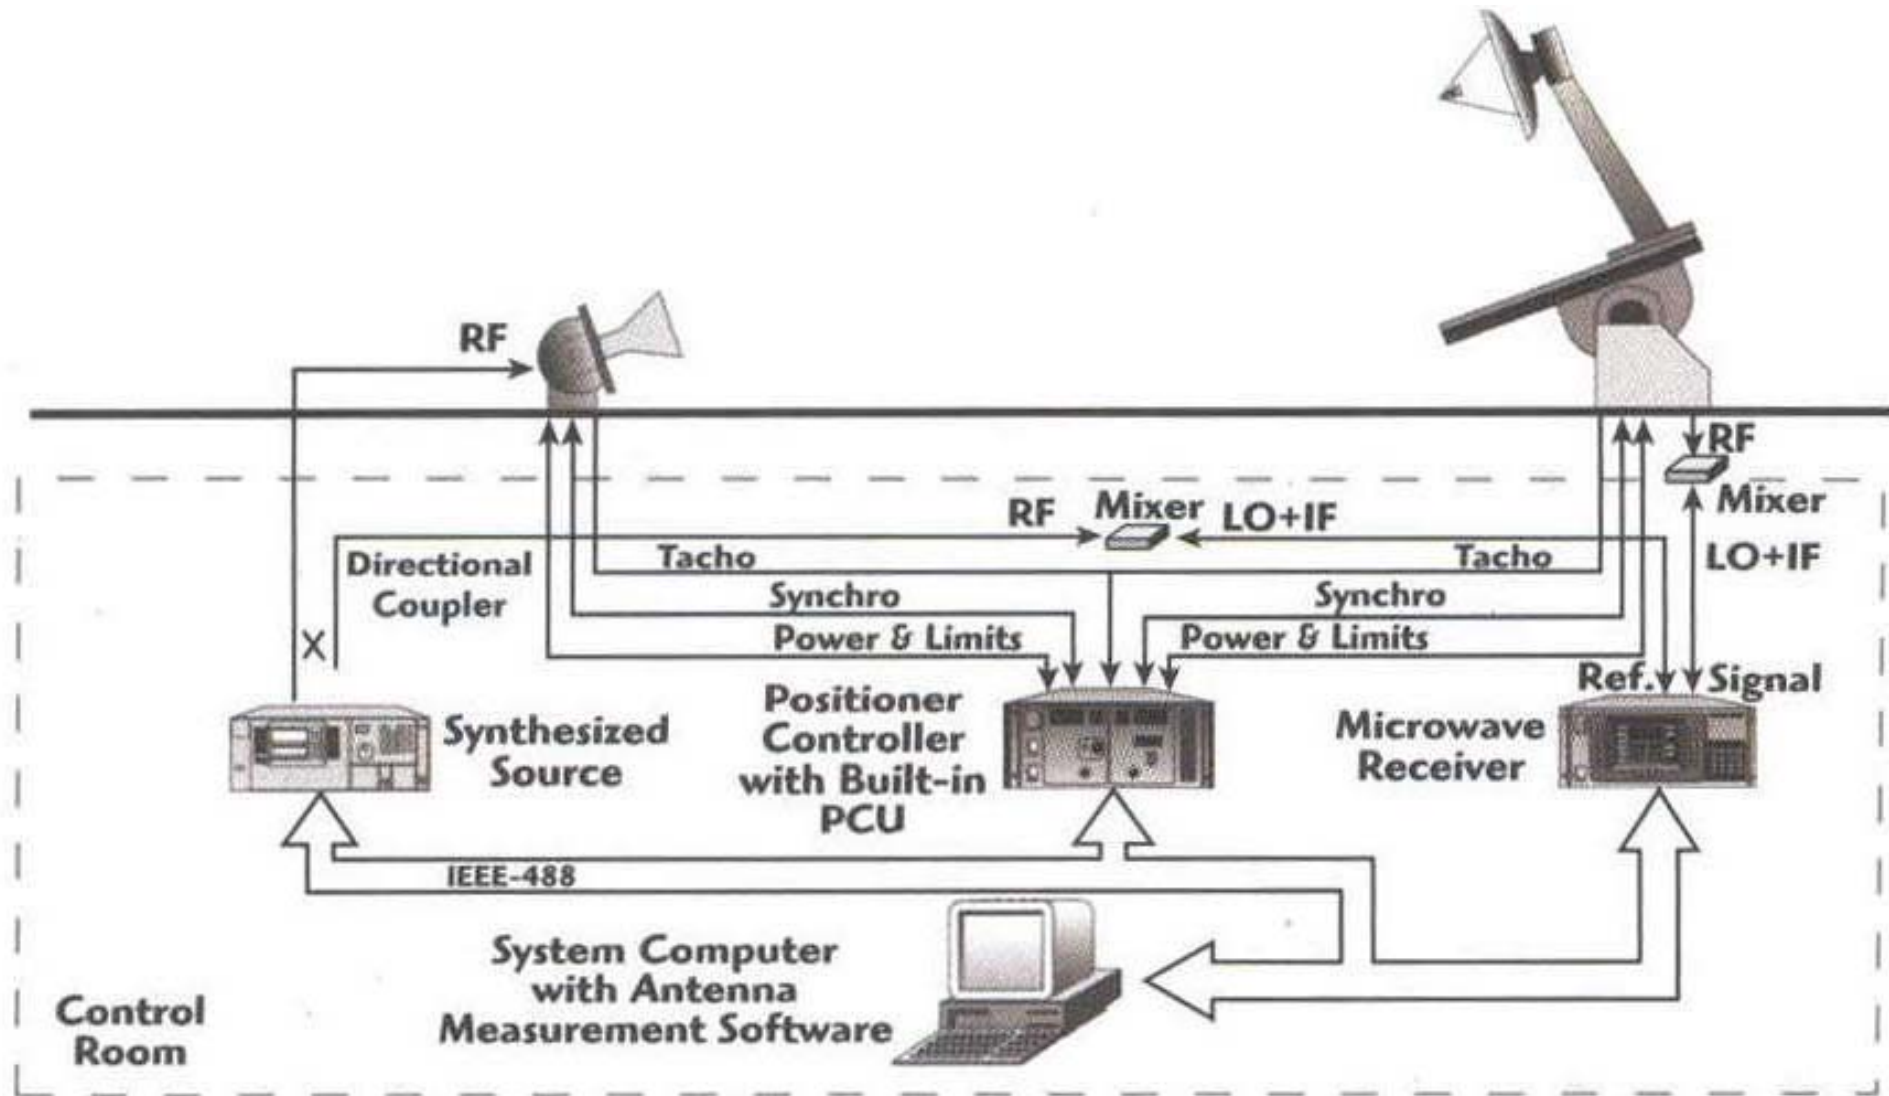 RF
RF
Mixer
RF
Mixer
LO+IF
LO+IF
Directional
Coupler
Tacho
Tacho
Synchro
Synchro
X
Power & Limits
Power & Limits
Ref.
Signal
Synthesized
Source
Positioner
Controller
with Built-in
PCU
Microwave
Receiver
IEEE-488
System Computer
with Antenna
Measurement Software
Control
Room